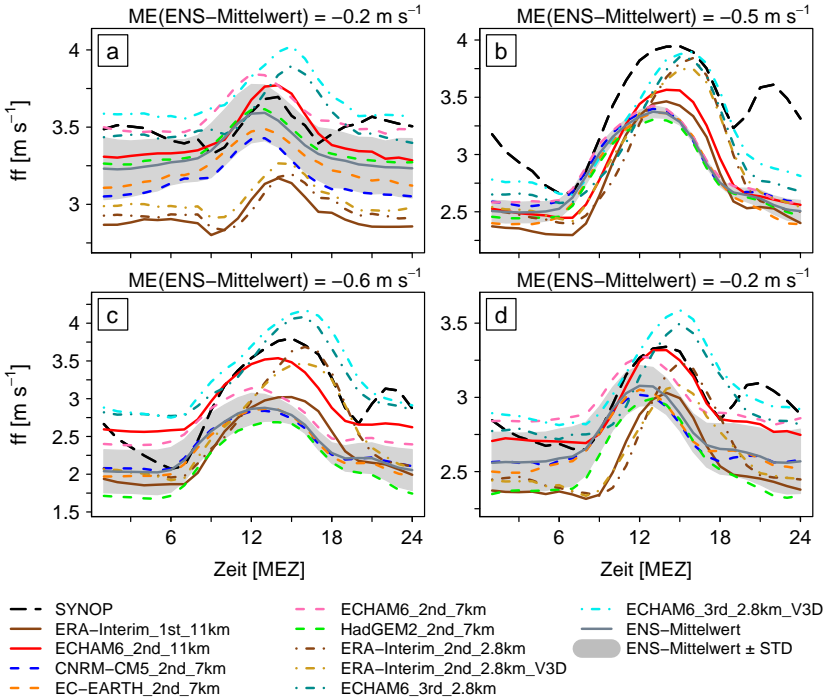 ME(ENS−Mittelwert) = −0.2 m s⁻¹
ME(ENS−Mittelwert) = −0.5 m s⁻¹
a
b
ff [m s⁻¹]
4
3.5
3
4
3.5
3
2.5
ME(ENS−Mittelwert) = −0.6 m s⁻¹
ME(ENS−Mittelwert) = −0.2 m s⁻¹
c
d
ff [m s⁻¹]
4
3.5
3
2.5
2
1.5
3.5
3
2.5
6 12 18 24
6 12 18 24
Zeit [MEZ]
Zeit [MEZ]
SYNOP
ERA−Interim_1st_11km
ECHAM6_2nd_11km
CNRM−CM5_2nd_7km
EC−EARTH_2nd_7km
ECHAM6_2nd_7km
HadGEM2_2nd_7km
ERA−Interim_2nd_2.8km
ERA−Interim_2nd_2.8km_V3D
ECHAM6_3rd_2.8km
ECHAM6_3rd_2.8km_V3D
ENS−Mittelwert
ENS−Mittelwert ± STD